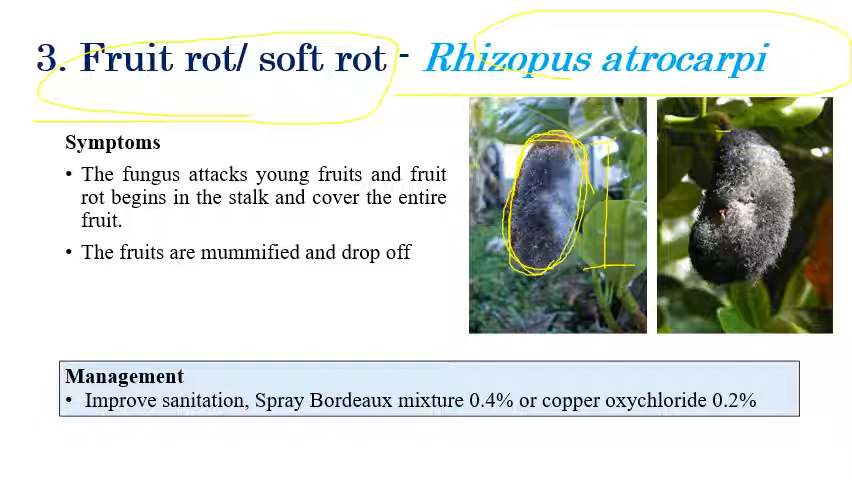 3. Fruit rot/ soft rot - Rhizopus atrocarpi
Symptoms
• The fungus attacks young fruits and fruit
rot begins in the stalk and cover the entire
fruit.
• The fruits are mummified and drop off
Management
• Improve sanitation, Spray Bordeaux mixture 0.4% or copper oxychloride 0.2%